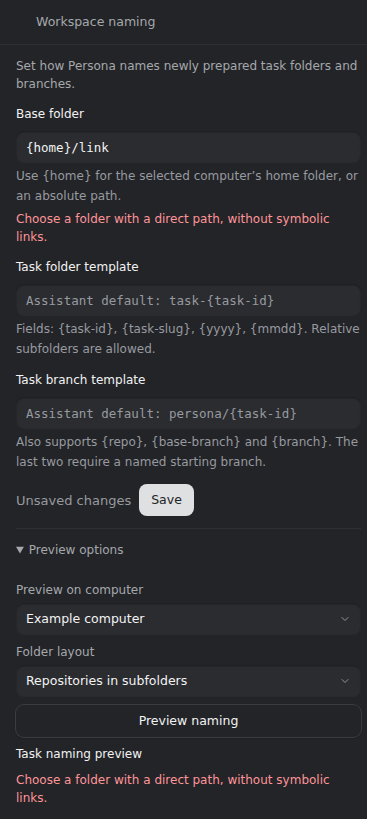 Workspace naming
Set how Persona names newly prepared task folders and
branches.
Base folder
{home}/link
Use {home} for the selected computer's home folder, or
an absolute path.
Choose a folder with a direct path, without symbolic
links.
Task folder template
Assistant default: task-{task-id}
Fields: {task-id}, {task-slug}, {yyyy}, {mmdd}. Relative
subfolders are allowed.
Task branch template
Assistant default: persona/{task-id}
Also supports {repo}, {base-branch} and {branch}. The
last two require a named starting branch.
Unsaved changes Save
▼ Preview options
Preview on computer
Example computer
Folder layout
Repositories in subfolders
Preview naming
Task naming preview
Choose a folder with a direct path, without symbolic
links.